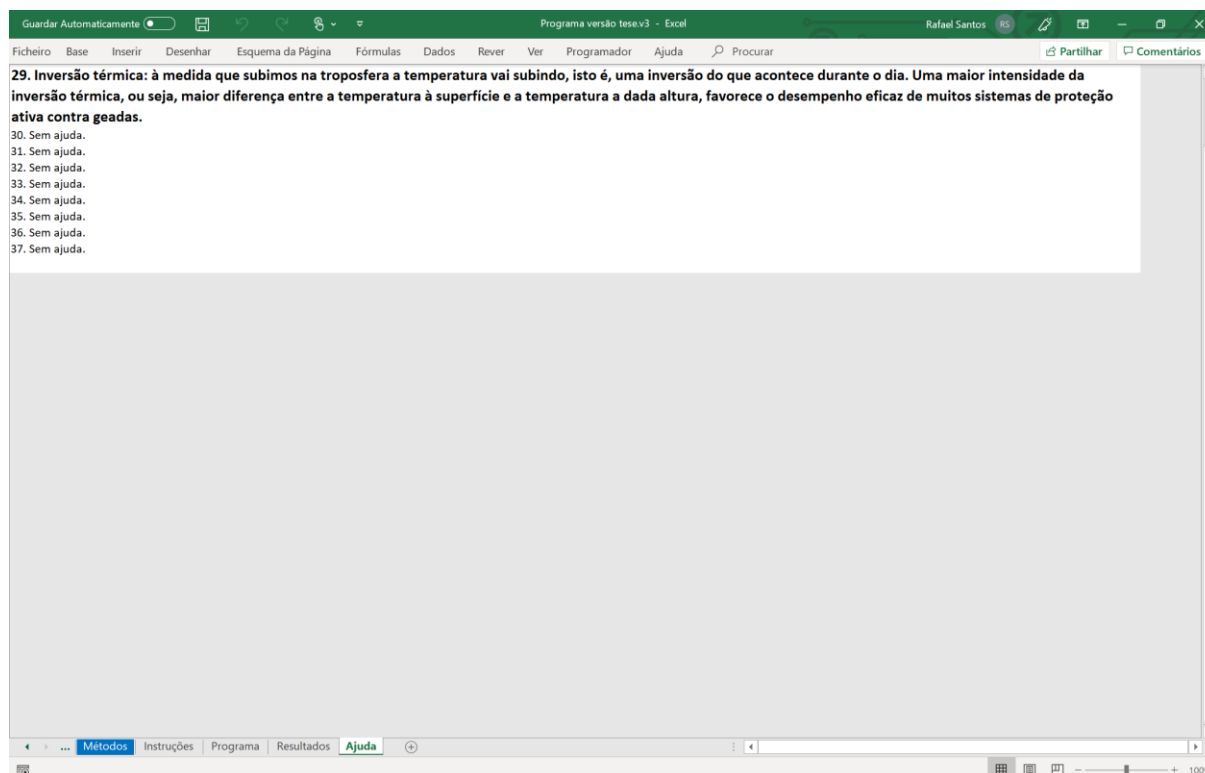 Guardar Automaticamente
Programa versão tese.v3 - Excel
Rafael Santos RS
Ficheiro Base Inserir Desenhar Esquema da Página Fórmulas Dados Rever Ver Programador Ajuda Procurar Partilhar Comentários
29. Inversão térmica: à medida que subimos na troposfera a temperatura vai subindo, isto é, uma inversão do que acontece durante o dia. Uma maior intensidade da
inversão térmica, ou seja, maior diferença entre a temperatura à superfície e a temperatura a dada altura, favorece o desempenho eficaz de muitos sistemas de proteção
ativa contra geadas.
30. Sem ajuda.
31. Sem ajuda.
32. Sem ajuda.
33. Sem ajuda.
34. Sem ajuda.
35. Sem ajuda.
36. Sem ajuda.
37. Sem ajuda.
... Métodos Instruções Programa Resultados Ajuda
100%